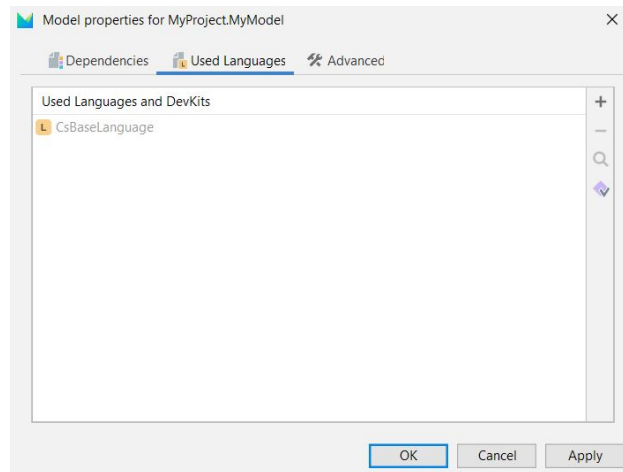 Model properties for MyProject.MyModel
Dependencies Used Languages Advanced
Used Languages and DevKits
L CsBaseLanguage
OK Cancel Apply